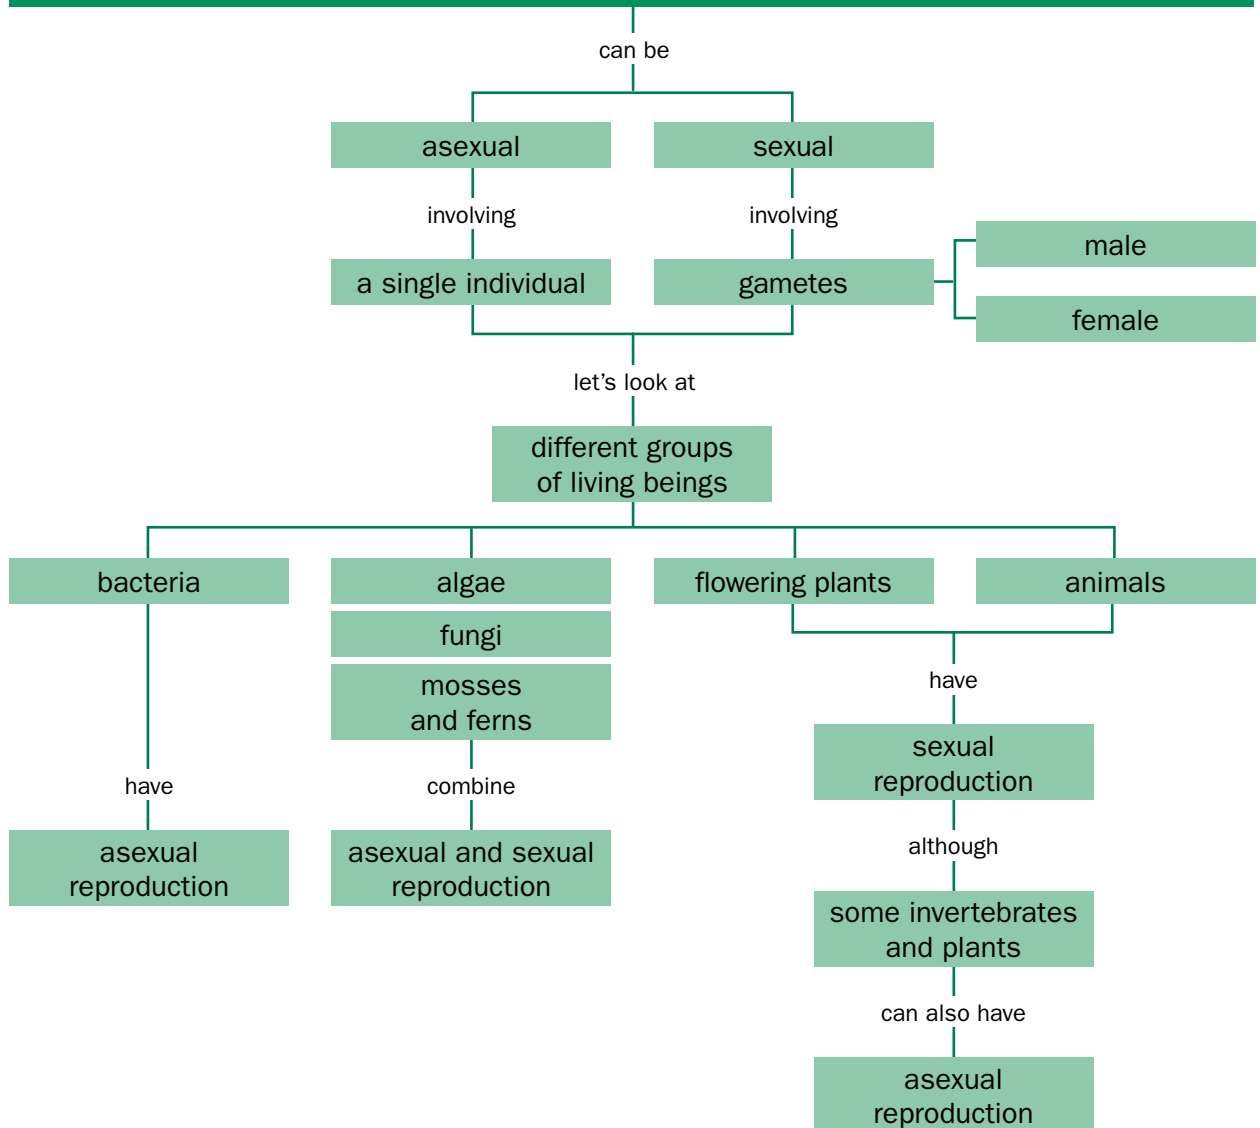 can be
asexual
sexual
involving
involving
a single individual
gametes
male
female
let's look at
different groups
of living beings
bacteria
algae
fungi
mosses
and ferns
flowering plants
animals
have
combine
asexual
reproduction
asexual and sexual
reproduction
have
sexual
reproduction
although
some invertebrates
and plants
can also have
asexual
reproduction